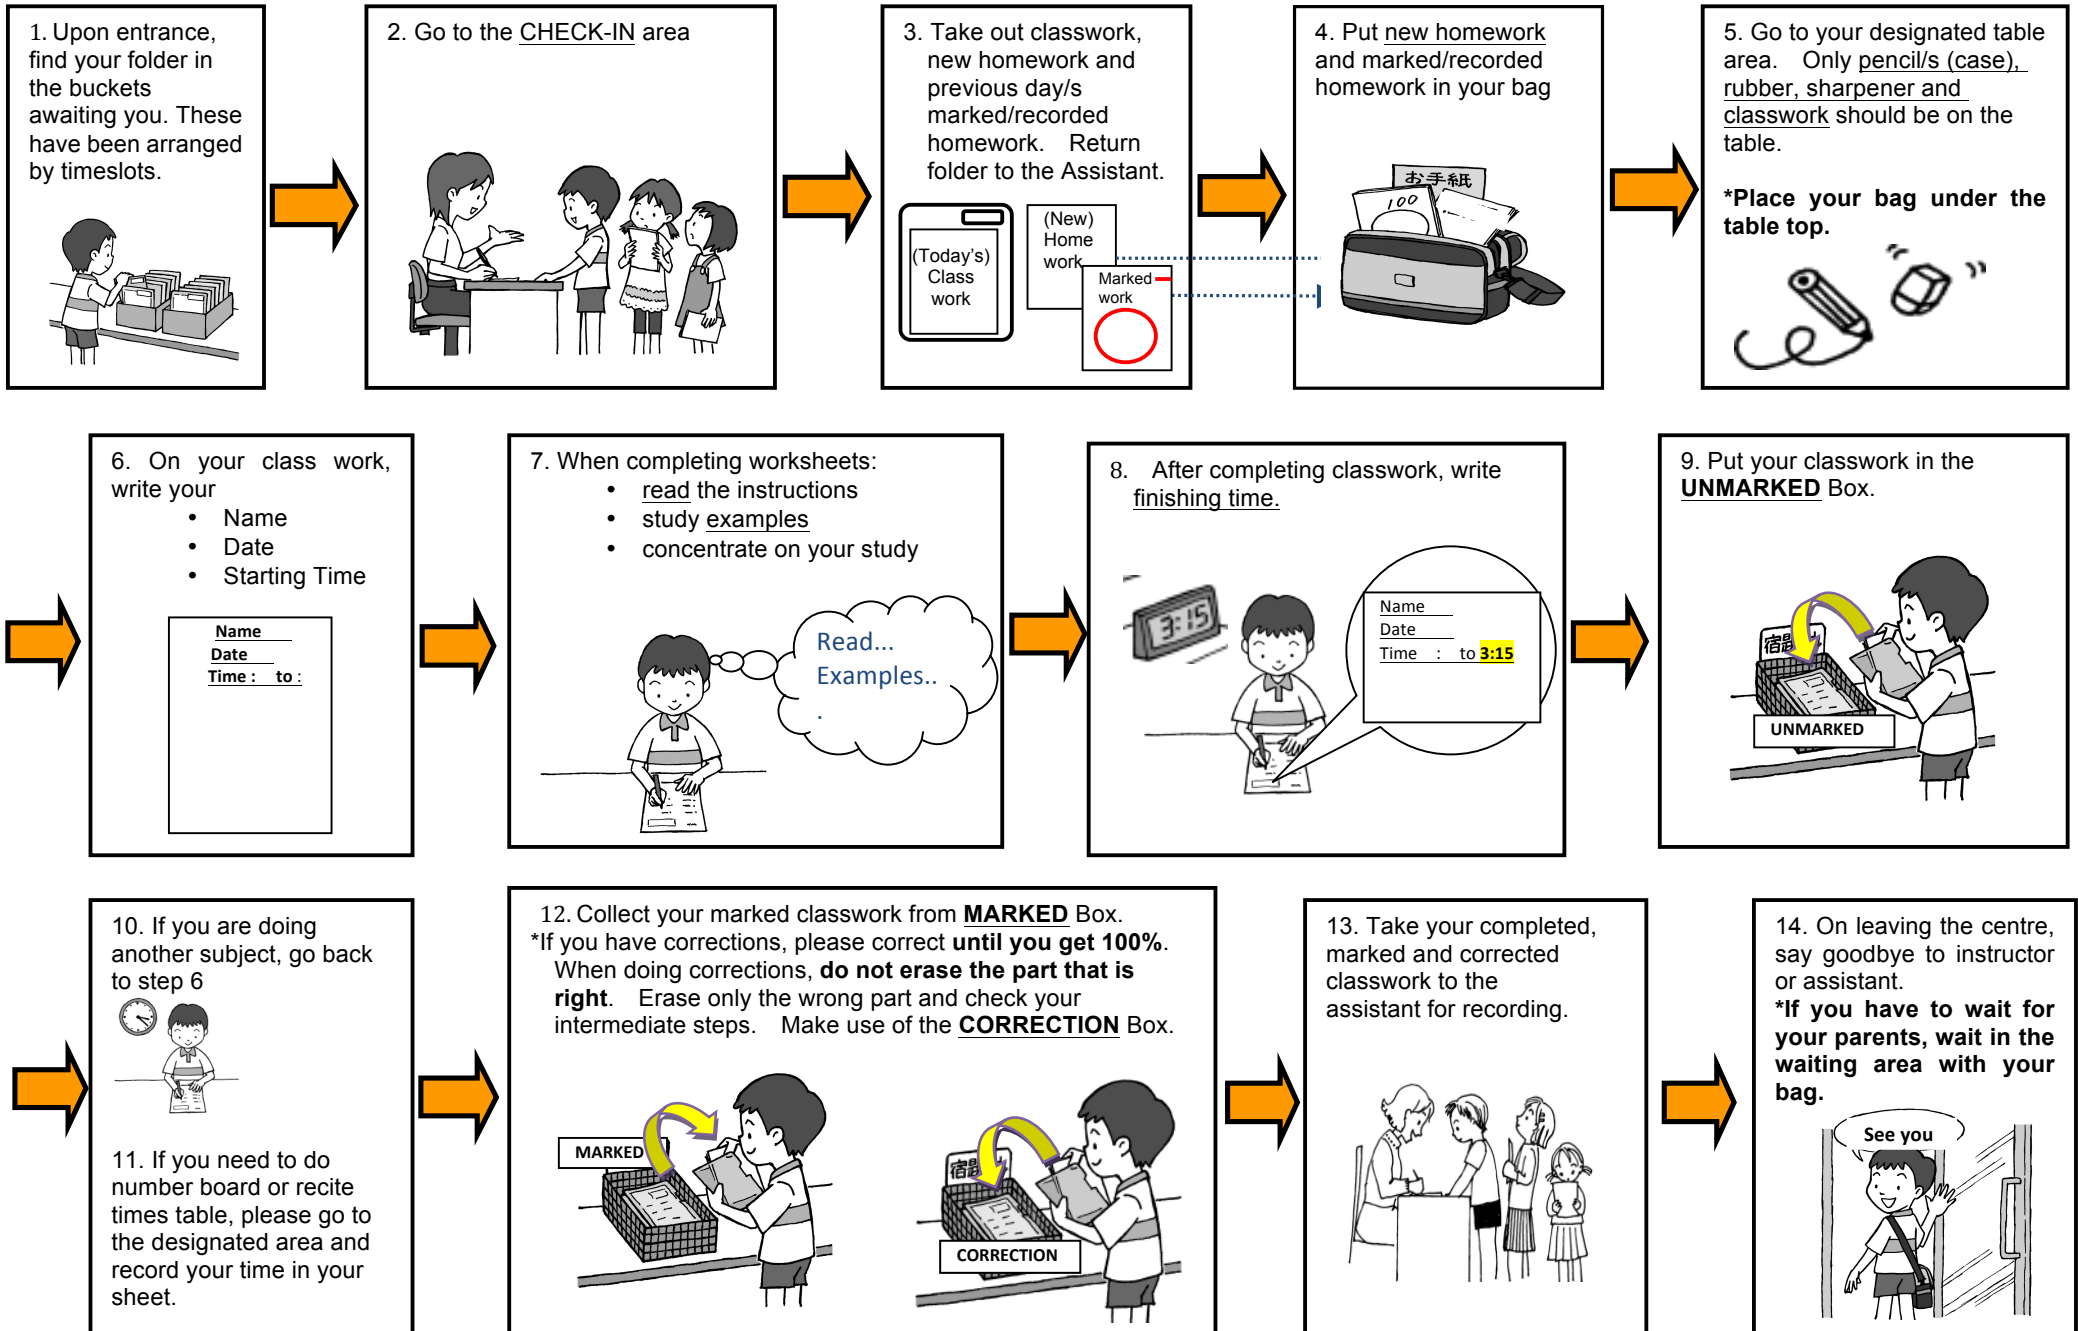 1. Upon entrance,
find your folder in
the buckets
awaiting you. These
have been arranged
by timeslots.
2. Go to the CHECK-IN area
3. Take out classwork,
new homework and
previous day/s
marked/recorded
homework. Return
folder to the Assistant.
(Today's)
Class
work
(New)
Home
work
Marked
work
4. Put new homework
and marked/recorded
homework in your bag
お手紙
100
5. Go to your designated table
area. Only pencil/s (case),
rubber, sharpener and
classwork should be on the
table.
*Place your bag under the
table top.
6. On your class work,
write your
• Name
• Date
• Starting Time
Name
Date
Time : to :
7. When completing worksheets:
• read the instructions
• study examples
• concentrate on your study
Read...
Examples..
.
8. After completing classwork, write
finishing time.
3:15
Name
Date
Time : to 3:15
9. Put your classwork in the
UNMARKED Box.
宿
UNMARKED
10. If you are doing
another subject, go back
to step 6
11. If you need to do
number board or recite
times table, please go to
the designated area and
record your time in your
sheet.
12. Collect your marked classwork from MARKED Box.
*If you have corrections, please correct until you get 100%.
When doing corrections, do not erase the part that is
right. Erase only the wrong part and check your
intermediate steps. Make use of the CORRECTION Box.
MARKED
宿
CORRECTION
13. Take your completed,
marked and corrected
classwork to the
assistant for recording.
14. On leaving the centre,
say goodbye to instructor
or assistant.
*If you have to wait for
your parents, wait in the
waiting area with your
bag.
See you